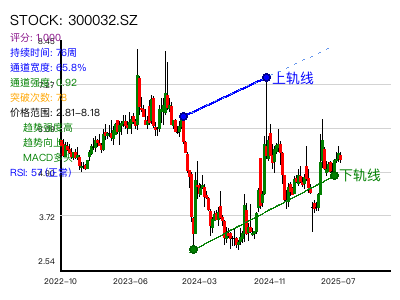 STOCK: 300032.SZ
评分: 1.000
持续时间: 76周
通道宽度: 65.8%
通道强度: 0.92
突破次数:
价格范围: 2.81-8.18
趋势强度高
趋势向上
MACD多头
RSI: 57.6(正常)
上轨线
下轨线
8.45
3.72
2.54
2022-10
2023-06
2024-03
2024-11
2025-07